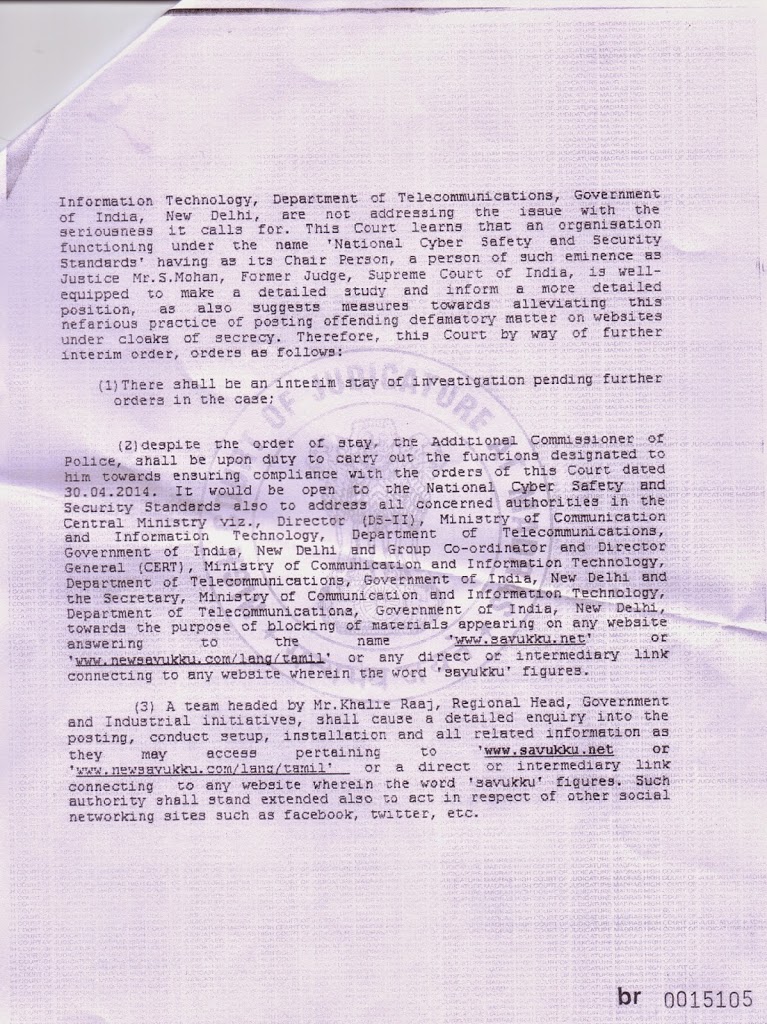 Information Technology, Department of Telecommunications, Government
of India, New Delhi, are not addressing the issue with the
seriousness it calls for. This Court learns that an organisation
functioning under the name 'National Cyber Safety and Security
Standards' having as its Chair Person, a person of such eminence as
Justice Mr.S.Mohan, Former Judge, Supreme Court of India, is well-
equipped to make a detailed study and inform a more detailed
position, as also suggests measures towards alleviating this
nefarious practice of posting offending defamatory matter on websites
under cloaks of secrecy. Therefore, this Court by way of further
interim order, orders as follows:
(1)There shall be an interim stay of investigation pending further
orders in the case;
(2)despite the order of stay, the Additional Commissioner of
Police, shall be upon duty to carry out the functions designated to
him towards ensuring compliance with the orders of this Court dated
30.04.2014. It would be open to the National Cyber Safety and
Security Standards also to address all concerned authorities in the
Central Ministry viz., Director (DS-II), Ministry of Communication
and Information Technology, Department of Telecommunications,
Government of India, New Delhi and Group Co-ordinator and Director
General (CERT), Ministry of Communication and Information Technology,
Department of Telecommunications, Government of India, New Delhi and
the Secretary, Ministry of Communication and Information Technology,
Department of Telecommunications, Government of India, New Delhi,
towards the purpose of blocking of materials appearing on any website
answering to the name 'www.savukku.net' or
'www.newsavukku.com/lang/tamil' or any direct or intermediary link
connecting to any website wherein the word 'savukku' figures.
(3) A team headed by Mr.Khalie Raaj, Regional Head, Government
and Industrial initiatives, shall cause a detailed enquiry into the
posting, conduct setup, installation and all related information as
they may access pertaining to 'www.savukku.net or
'www.newsavukku.com/lang/tamil' or a direct or intermediary link
connecting to any website wherein the word 'savukku' figures. Such
authority shall stand extended also to act in respect of other social
networking sites such as facebook, twitter, etc.
OF JUDICATURE
br 0015105